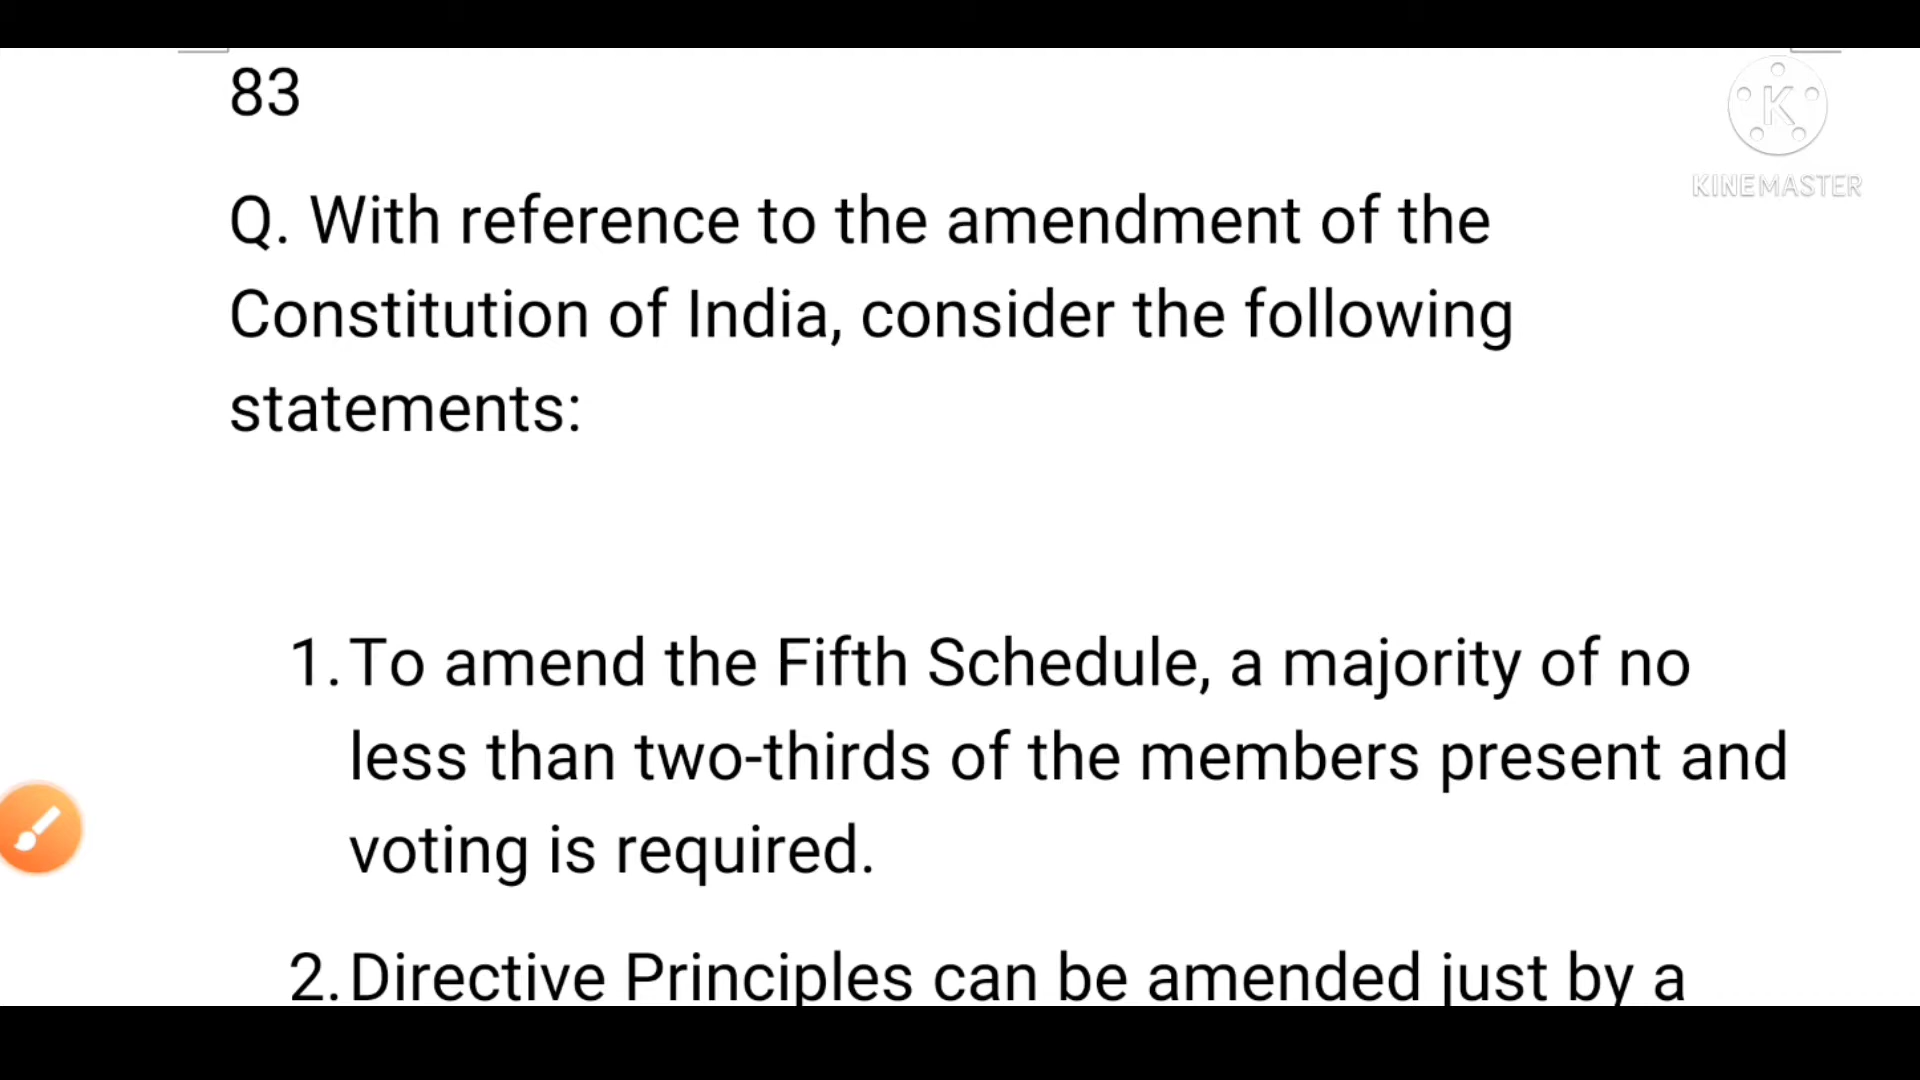 83
KINEMASTER
Q. With reference to the amendment of the
Constitution of India, consider the following
statements:
1. To amend the Fifth Schedule, a majority of no
less than two-thirds of the members present and
voting is required.
2. Directive Principles can be amended just by a